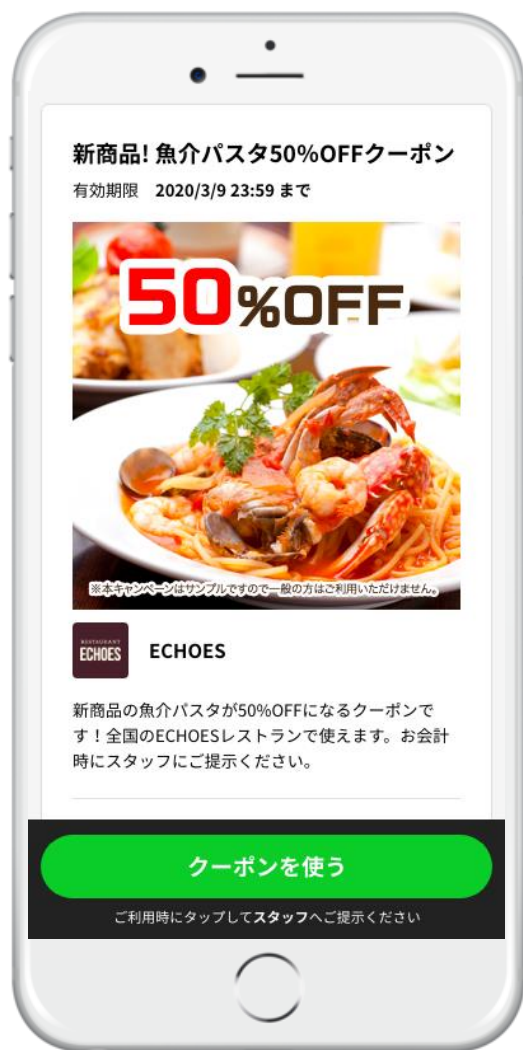 新商品! 魚介パスタ50%OFFクーポン
有効期限 2020/3/9 23:59 まで
50%OFF
※本キャンペーンはサンプルですので一般の方はご利用いただけません。
RESTAURANT
ECHOES
ECHOES
新商品の魚介パスタが50%OFFになるクーポンで
す！全国のECHOESレストランで使えます。お会計
時にスタッフにご提示ください。
クーポンを使う
ご利用時にタップしてスタッフへご提示ください